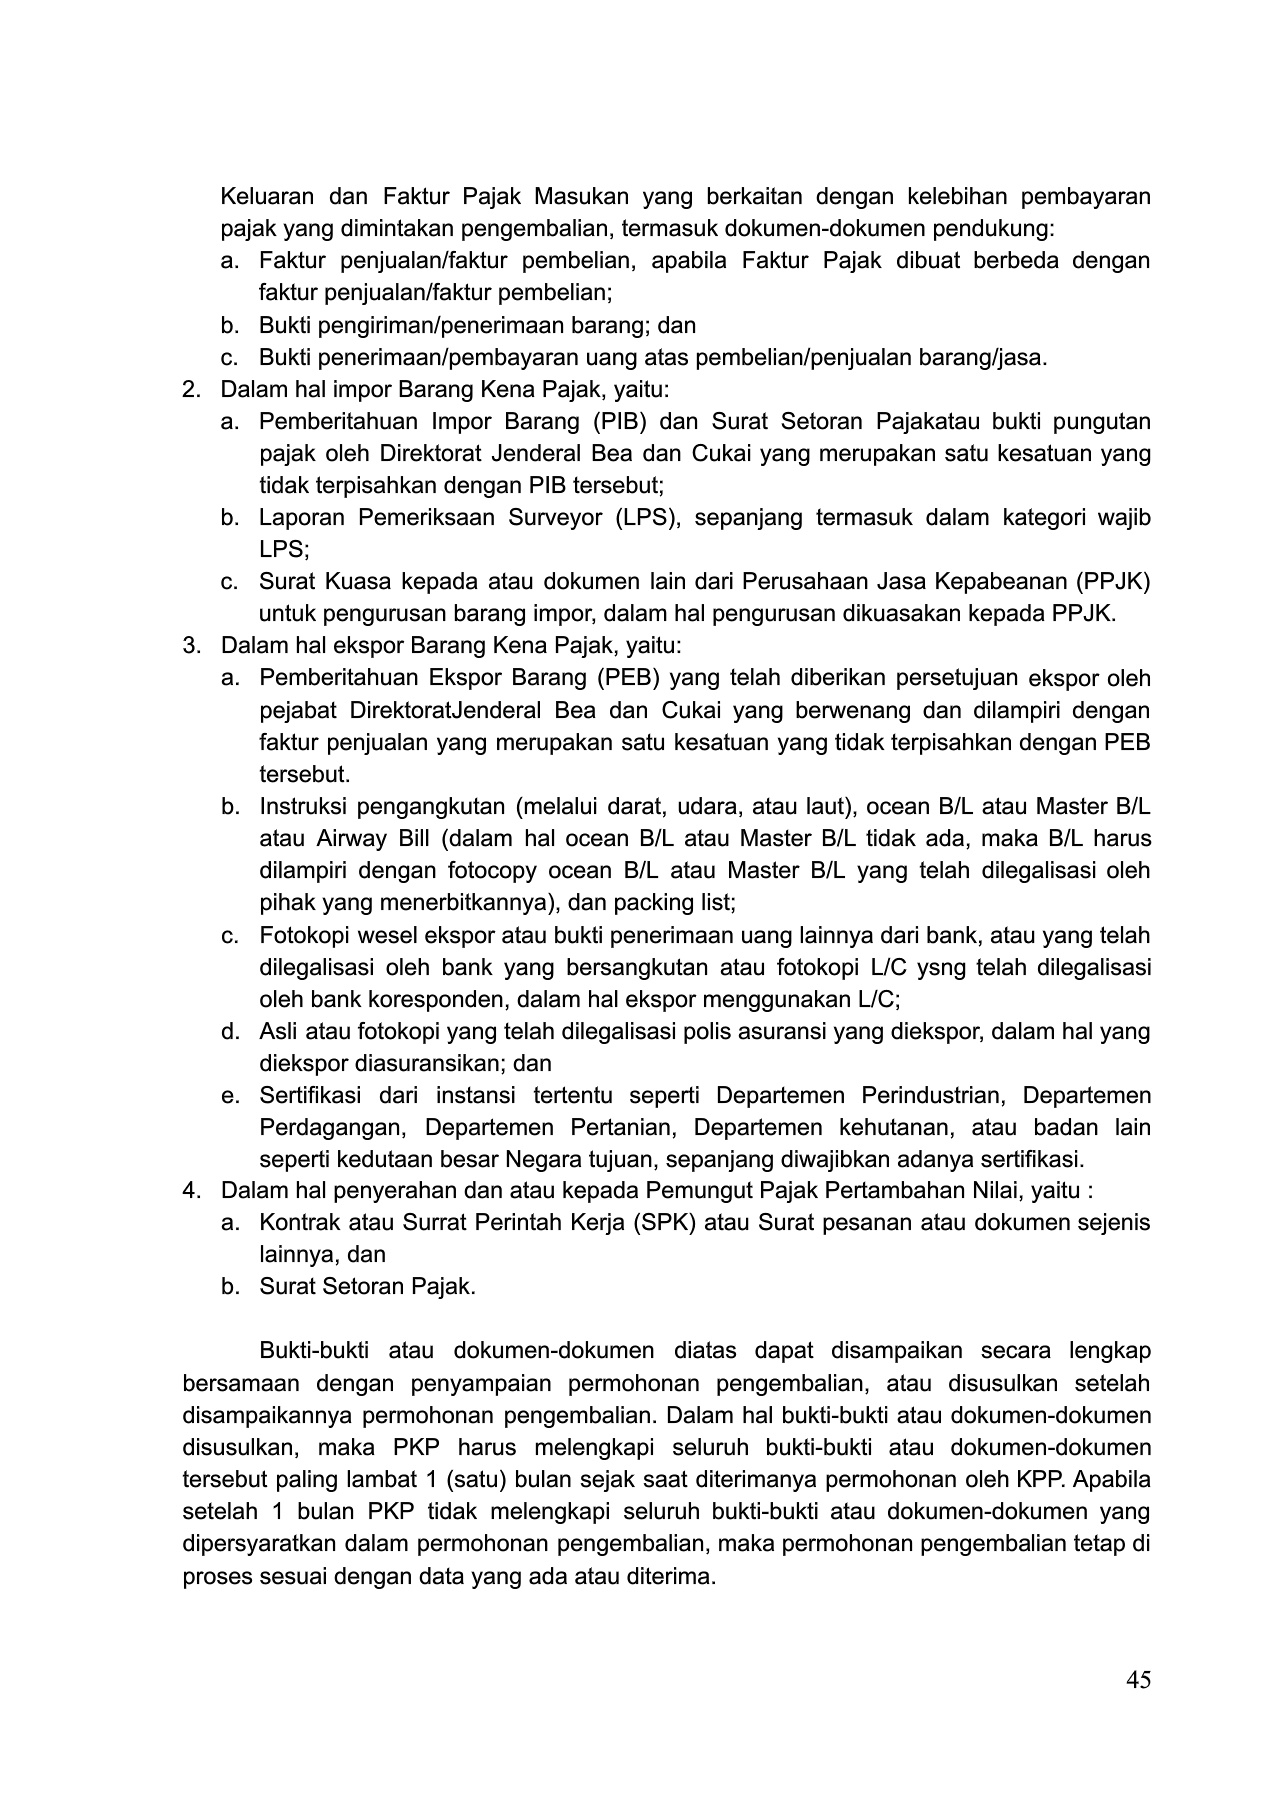 Keluaran dan Faktur Pajak Masukan yang berkaitan dengan kelebihan pembayaran
pajak yang dimintakan pengembalian, termasuk dokumen-dokumen pendukung:
a. Faktur penjualan/faktur pembelian, apabila Faktur Pajak dibuat berbeda dengan
faktur penjualan/faktur pembelian;
b. Bukti pengiriman/penerimaan barang; dan
c. Bukti penerimaan/pembayaran uang atas pembelian/penjualan barang/jasa.
2. Dalam hal impor Barang Kena Pajak, yaitu:
a. Pemberitahuan Impor Barang (PIB) dan Surat Setoran Pajakatau bukti pungutan
pajak oleh Direktorat Jenderal Bea dan Cukai yang merupakan satu kesatuan yang
tidak terpisahkan dengan PIB tersebut;
b. Laporan Pemeriksaan Surveyor (LPS), sepanjang termasuk dalam kategori wajib
LPS;
c. Surat Kuasa kepada atau dokumen lain dari Perusahaan Jasa Kepabeanan (PPJK)
untuk pengurusan barang impor, dalam hal pengurusan dikuasakan kepada PPJK.
3. Dalam hal ekspor Barang Kena Pajak, yaitu:
a. Pemberitahuan Ekspor Barang (PEB) yang telah diberikan persetujuan ekspor oleh
pejabat DirektoratJenderal Bea dan Cukai yang berwenang dan dilampiri dengan
faktur penjualan yang merupakan satu kesatuan yang tidak terpisahkan dengan PEB
tersebut.
b. Instruksi pengangkutan (melalui darat, udara, atau laut), ocean B/L atau Master B/L
atau Airway Bill (dalam hal ocean B/L atau Master B/L tidak ada, maka B/L harus
dilampiri dengan fotocopy ocean B/L atau Master B/L yang telah dilegalisasi oleh
pihak yang menerbitkannya), dan packing list;
c. Fotokopi wesel ekspor atau bukti penerimaan uang lainnya dari bank, atau yang telah
dilegalisasi oleh bank yang bersangkutan atau fotokopi L/C ysng telah dilegalisasi
oleh bank koresponden, dalam hal ekspor menggunakan L/C;
d. Asli atau fotokopi yang telah dilegalisasi polis asuransi yang diekspor, dalam hal yang
diekspor diasuransikan; dan
e. Sertifikasi dari instansi tertentu seperti Departemen Perindustrian, Departemen
Perdagangan, Departemen Pertanian, Departemen kehutanan, atau badan lain
seperti kedutaan besar Negara tujuan, sepanjang diwajibkan adanya sertifikasi.
4. Dalam hal penyerahan dan atau kepada Pemungut Pajak Pertambahan Nilai, yaitu :
a. Kontrak atau Surrat Perintah Kerja (SPK) atau Surat pesanan atau dokumen sejenis
lainnya, dan
b. Surat Setoran Pajak.
Bukti-bukti atau dokumen-dokumen diatas dapat disampaikan secara lengkap
bersamaan dengan penyampaian permohonan pengembalian, atau disusulkan setelah
disampaikannya permohonan pengembalian. Dalam hal bukti-bukti atau dokumen-dokumen
disusulkan, maka PKP harus melengkapi seluruh bukti-bukti atau dokumen-dokumen
tersebut paling lambat 1 (satu) bulan sejak saat diterimanya permohonan oleh KPP. Apabila
setelah 1 bulan PKP tidak melengkapi seluruh bukti-bukti atau dokumen-dokumen yang
dipersyaratkan dalam permohonan pengembalian, maka permohonan pengembalian tetap di
proses sesuai dengan data yang ada atau diterima.
45